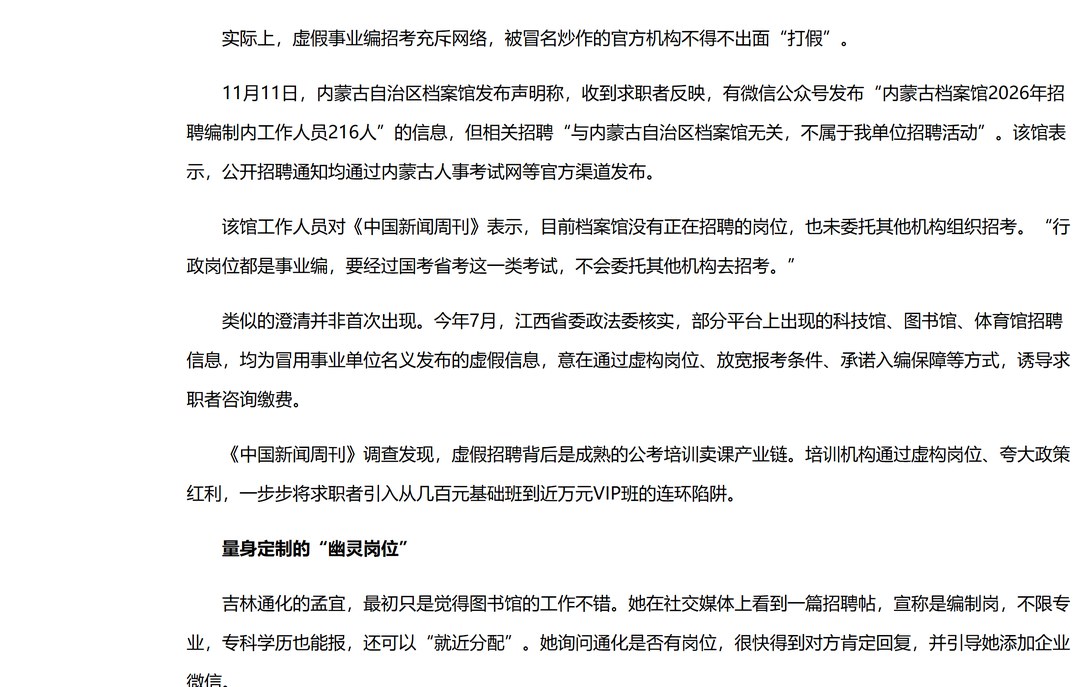 实际上，虚假事业编招考充斥网络，被冒名炒作的官方机构不得不出面“打假”。
11月11日，内蒙古自治区档案馆发布声明称，收到求职者反映，有微信公众号发布“内蒙古档案馆2026年招
聘编制内工作人员216人”的信息，但相关招聘“与内蒙古自治区档案馆无关，不属于我单位招聘活动”。该馆表
示，公开招聘通知均通过内蒙古人事考试网等官方渠道发布。
该馆工作人员对《中国新闻周刊》表示，目前档案馆没有正在招聘的岗位，也未委托其他机构组织招考。“行
政岗位都是事业编，要经过国考省考这一类考试，不会委托其他机构去招考。”
类似的澄清并非首次出现。今年7月，江西省委政法委核实，部分平台上出现的科技馆、图书馆、体育馆招聘
信息，均为冒用事业单位名义发布的虚假信息，意在通过虚构岗位、放宽报考条件、承诺入编保障等方式，诱导求
职者咨询缴费。
《中国新闻周刊》调查发现，虚假招聘背后是成熟的公考培训卖课产业链。培训机构通过虚构岗位、夸大政策
红利，一步步将求职者引入从几百元基础班到近万元VIP班的连环陷阱。
量身定制的“幽灵岗位”
吉林通化的孟宜，最初只是觉得图书馆的工作不错。她在社交媒体上看到一篇招聘帖，宣称是编制岗，不限专
业，专科学历也能报，还可以“就近分配”。她询问通化是否有岗位，很快得到对方肯定回复，并引导她添加企业
微信。